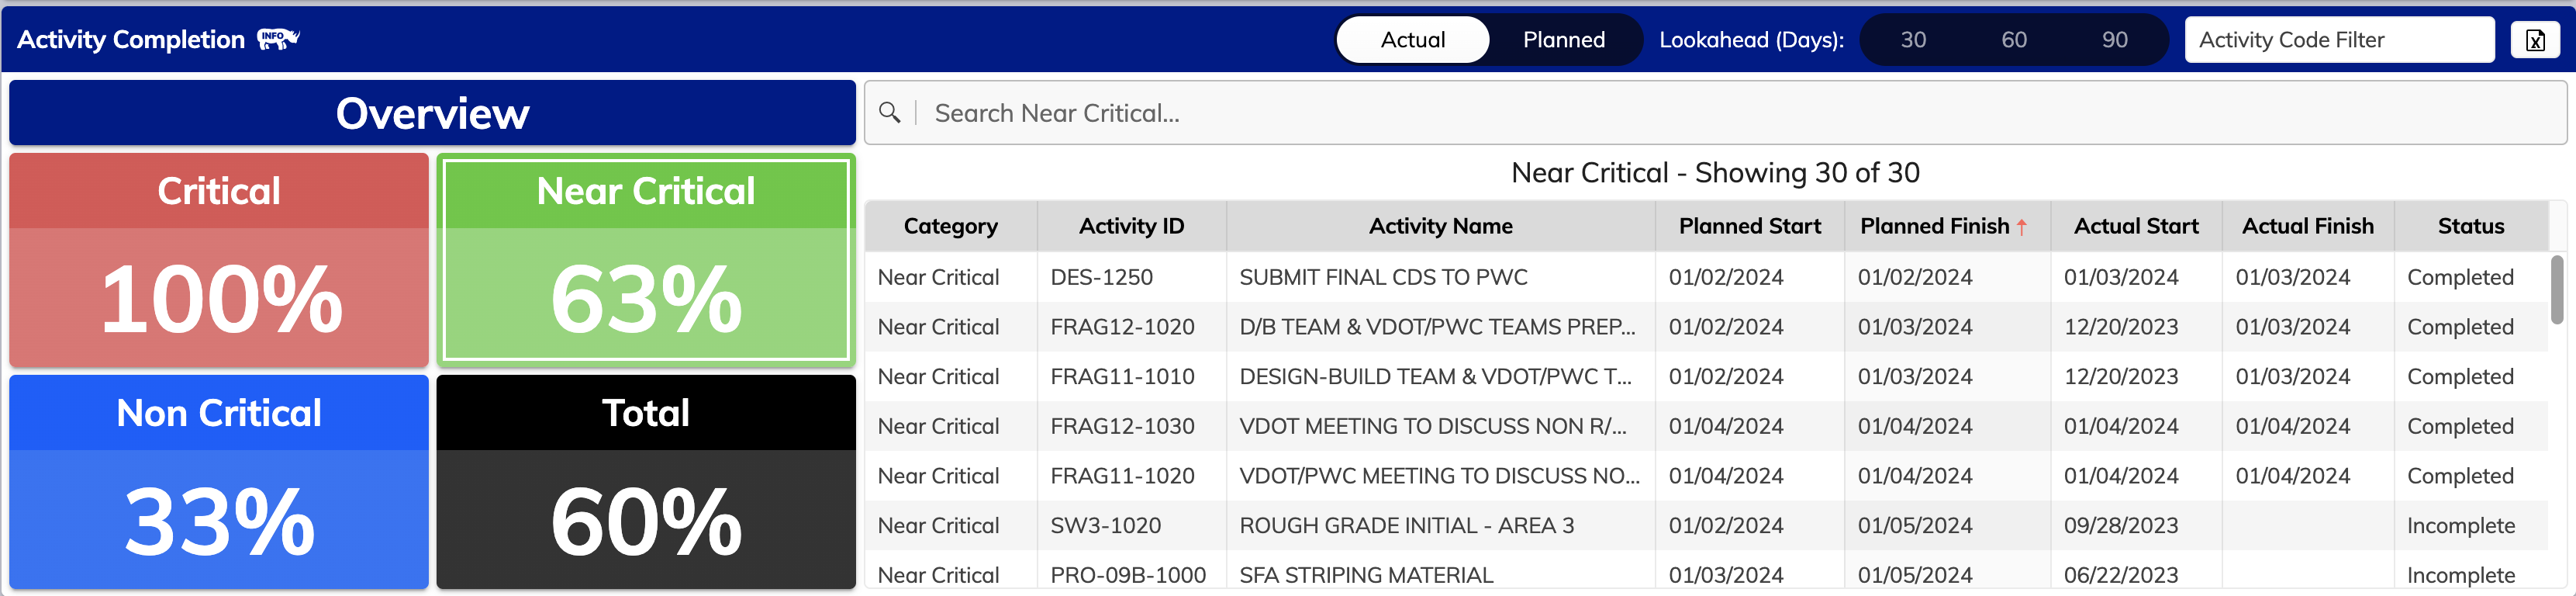 Activity Completion INFO Actual Planned Lookahead (Days): 30 60 90 Activity Code Filter X
Overview
Critical
100%
Near Critical
63%
Non Critical
33%
Total
60%
Search Near Critical...
Near Critical - Showing 30 of 30
Category Activity ID Activity Name Planned Start Planned Finish ↑ Actual Start Actual Finish Status
Near Critical DES-1250 SUBMIT FINAL CDS TO PWC 01/02/2024 01/02/2024 01/03/2024 01/03/2024 Completed
Near Critical FRAG12-1020 D/B TEAM & VDOT/PWC TEAMS PREP... 01/02/2024 01/03/2024 12/20/2023 01/03/2024 Completed
Near Critical FRAG11-1010 DESIGN-BUILD TEAM & VDOT/PWC T... 01/02/2024 01/03/2024 12/20/2023 01/03/2024 Completed
Near Critical FRAG12-1030 VDOT MEETING TO DISCUSS NON R/... 01/04/2024 01/04/2024 01/04/2024 01/04/2024 Completed
Near Critical FRAG11-1020 VDOT/PWC MEETING TO DISCUSS NO... 01/04/2024 01/04/2024 01/04/2024 01/04/2024 Completed
Near Critical SW3-1020 ROUGH GRADE INITIAL - AREA 3 01/02/2024 01/05/2024 09/28/2023 Incomplete
Near Critical PRO-09B-1000 SFA STRIPING MATERIAL 01/03/2024 01/05/2024 06/22/2023 Incomplete